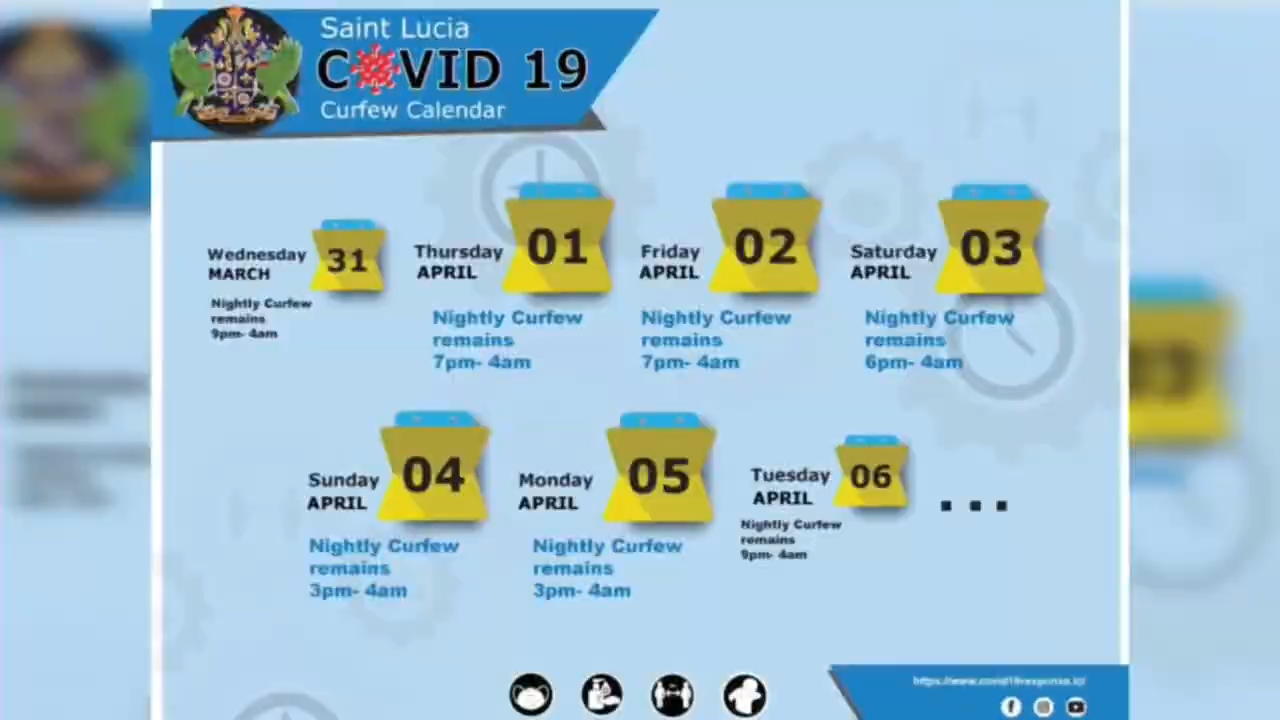 Saint Lucia
COVID 19
Curfew Calendar
Wednesday
MARCH
31
Nightly Curfew
remains
9pm- 4am
Thursday
APRIL
01
Nightly Curfew
remains
7pm- 4am
Friday
APRIL
02
Nightly Curfew
remains
7pm- 4am
Saturday
APRIL
03
Nightly Curfew
remains
6pm- 4am
Sunday
APRIL
04
Nightly Curfew
remains
3pm- 4am
Monday
APRIL
05
Nightly Curfew
remains
3pm- 4am
Tuesday
APRIL
06
Nightly Curfew
remains
9pm- 4am
...